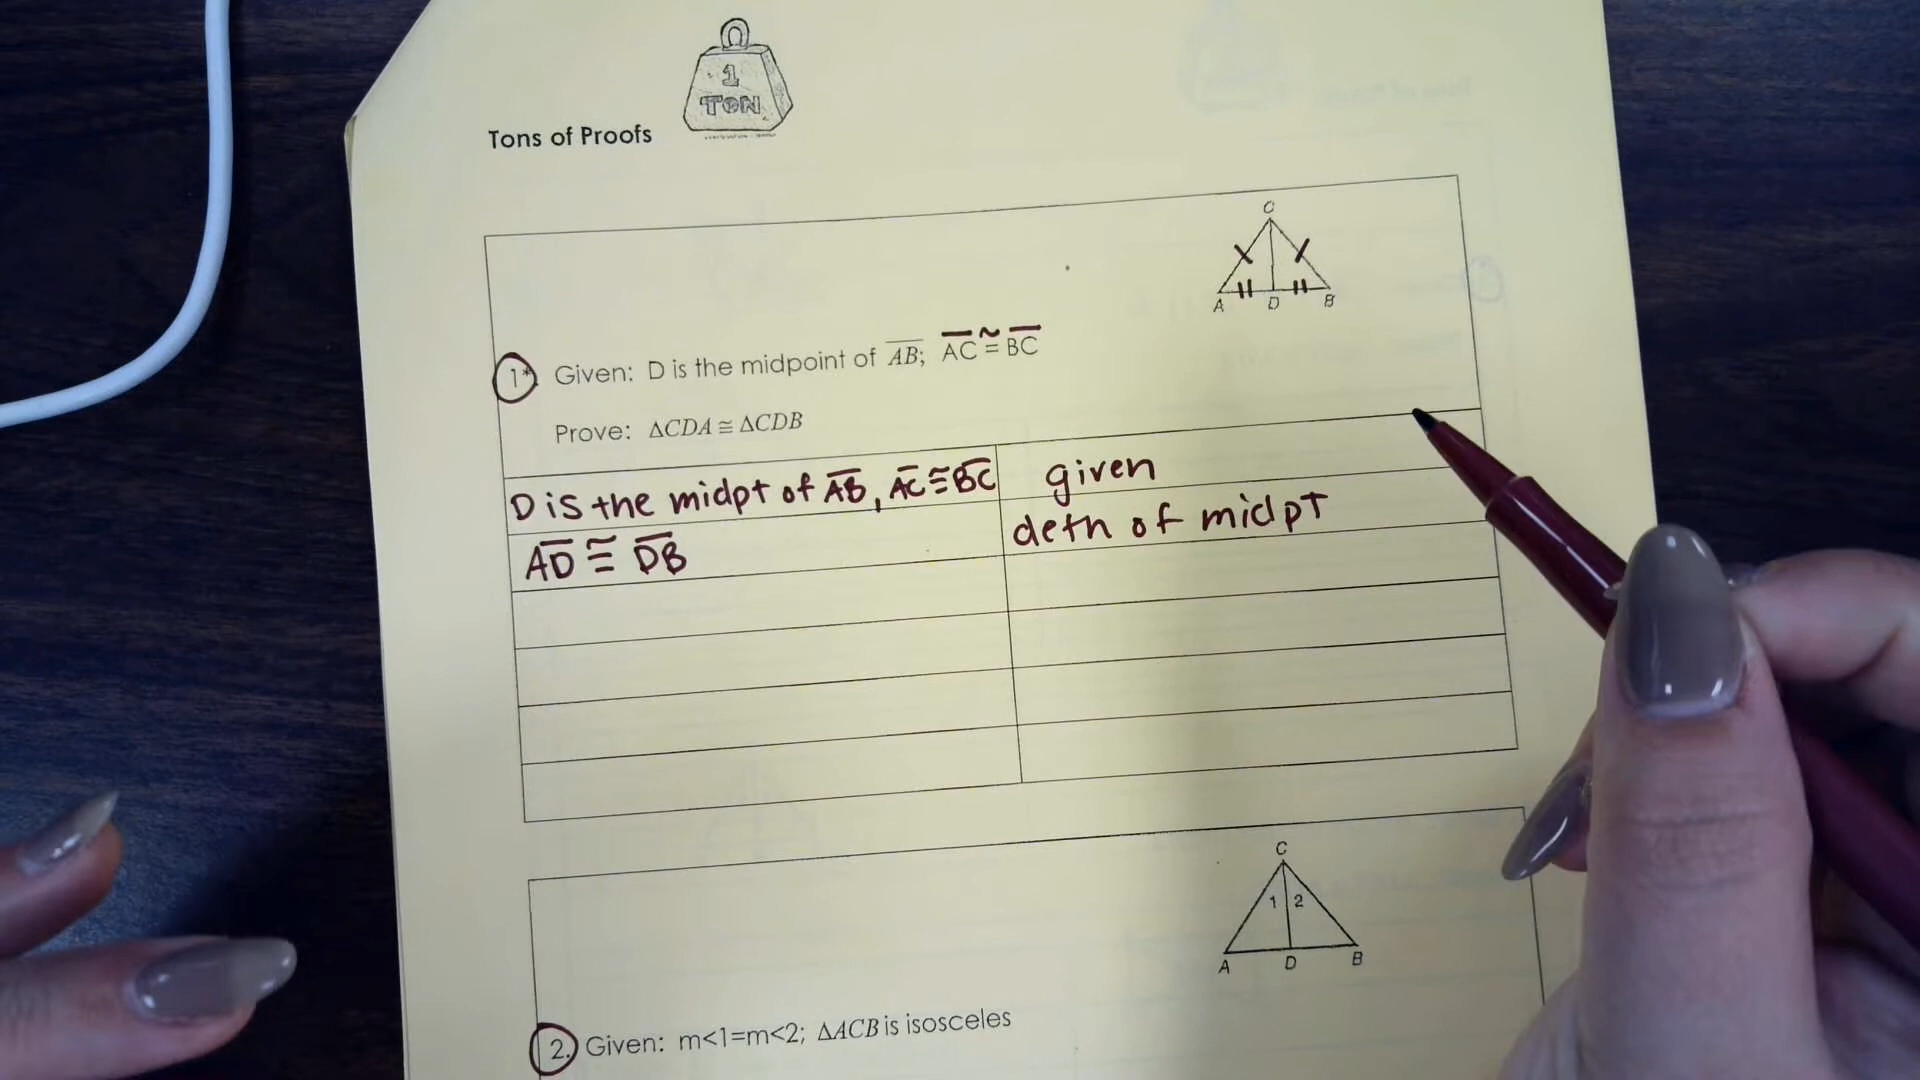 1
TON
Tons of Proofs
C
A D B
1* Given: D is the midpoint of AB; AC ≅ BC
Prove: ΔCDA ≅ ΔCDB
D is the midpt of AB, AC ≅ BC given
AD ≅ DB defn of midpt
C
1 2
A D B
2. Given: m<1=m<2; ΔACB is isosceles